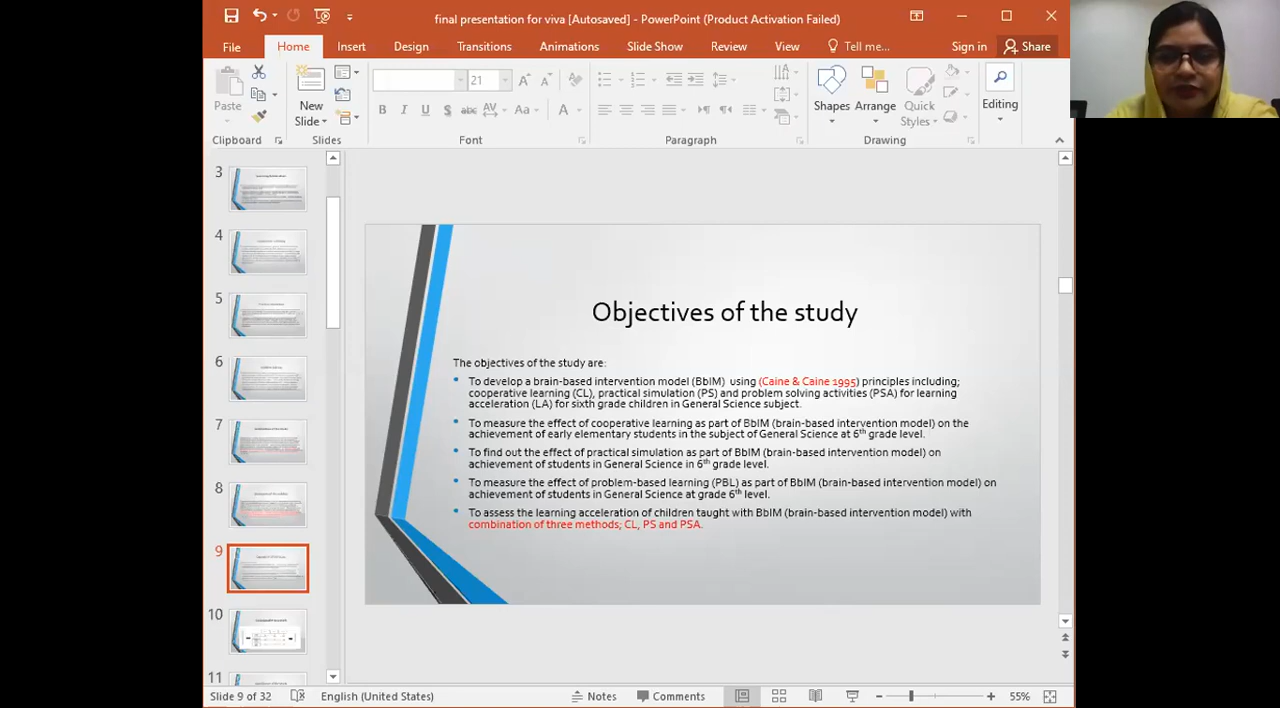 final presentation for viva [Autosaved] - PowerPoint (Product Activation Failed)
File Home Insert Design Transitions Animations Slide Show Review View Tell me... Sign in Share
21
Paste
New
Slide
Shapes Arrange Quick
Styles
Editing
Clipboard Slides Font Paragraph Drawing
3
4
5
6
7
8
9
10
11
Objectives of the study
The objectives of the study are:
To develop a brain-based intervention model (BbIM) using (Caine & Caine 1995) principles including;
cooperative learning (CL), practical simulation (PS) and problem solving activities (PSA) for learning
acceleration (LA) for sixth grade children in General Science subject.
To measure the effect of cooperative learning as part of BbIM (brain-based intervention model) on the
achievement of early elementary students in the subject of General Science at 6th grade level.
To find out the effect of practical simulation as part of BbIM (brain-based intervention model) on
achievement of students in General Science in 6th grade level.
To measure the effect of problem-based learning (PBL) as part of BbIM (brain-based intervention model) on
achievement of students in General Science at grade 6th level.
To assess the learning acceleration of children taught with BbIM (brain-based intervention model) with
combination of three methods; CL, PS and PSA.
Slide 9 of 32 English (United States) Notes Comments 55%